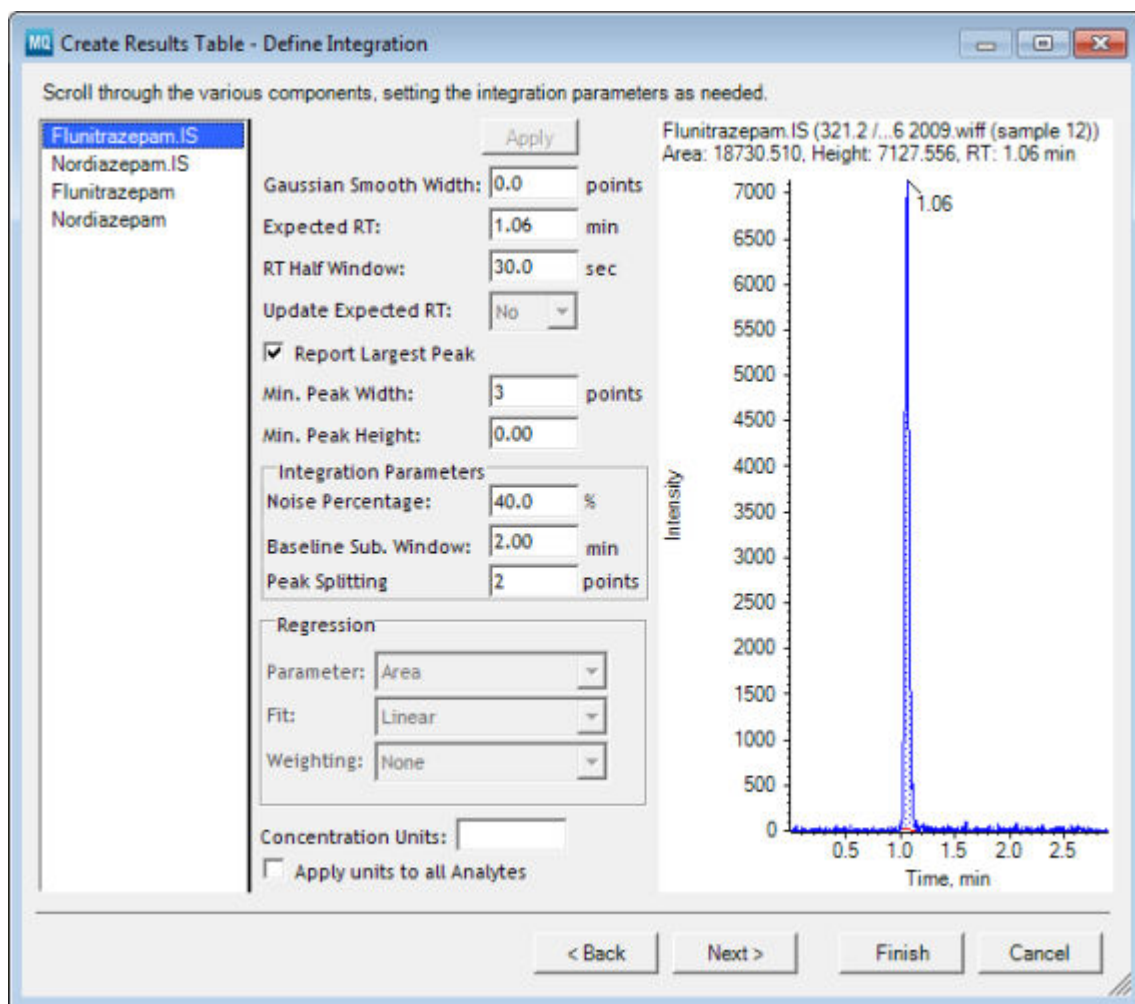 MQ Create Results Table - Define Integration
Scroll through the various components, setting the integration parameters as needed.
Flunitrazepam.IS
Nordiazepam.IS
Flunitrazepam
Nordiazepam
Apply
Gaussian Smooth Width: 0.0 points
Expected RT: 1.06 min
RT Half Window: 30.0 sec
Update Expected RT: No
Report Largest Peak
Min. Peak Width: 3 points
Min. Peak Height: 0.00
Integration Parameters
Noise Percentage: 40.0 %
Baseline Sub. Window: 2.00 min
Peak Splitting 2 points
Regression
Parameter: Area
Fit: Linear
Weighting: None
Concentration Units:
Apply units to all Analytes
Flunitrazepam.IS (321.2 /...6 2009.wiff (sample 12))
Area: 18730.510, Height: 7127.556, RT: 1.06 min
1.06
7000
6500
6000
5500
5000
4500
4000
3500
3000
2500
2000
1500
1000
500
0
Intensity
0.5 1.0 1.5 2.0 2.5
Time, min
< Back Next > Finish Cancel